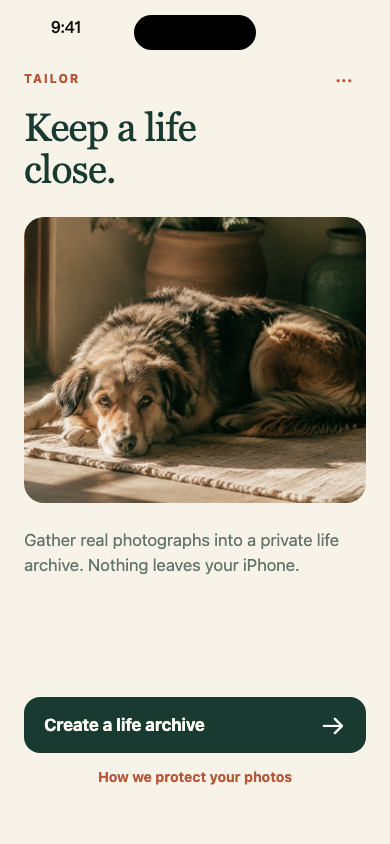 9:41
TAILOR
Keep a life
close.
Gather real photographs into a private life
archive. Nothing leaves your iPhone.
Create a life archive
How we protect your photos